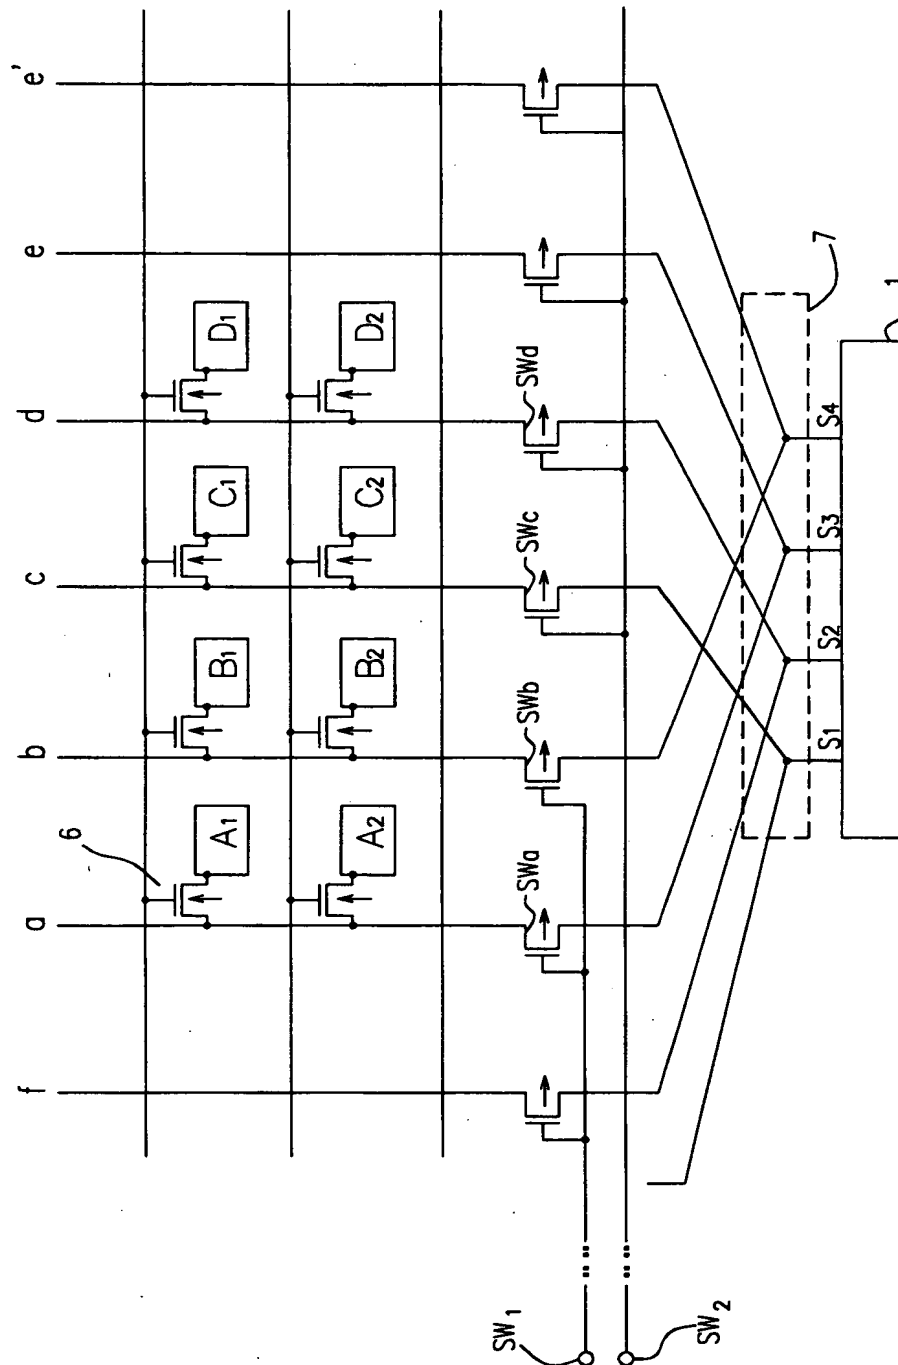 f a b c d e e'
6
A1 B1 C1 D1
A2 B2 C2 D2
SWa SWb SWc SWd
SW1
SW2
7
S1 S2 S3 S4
1